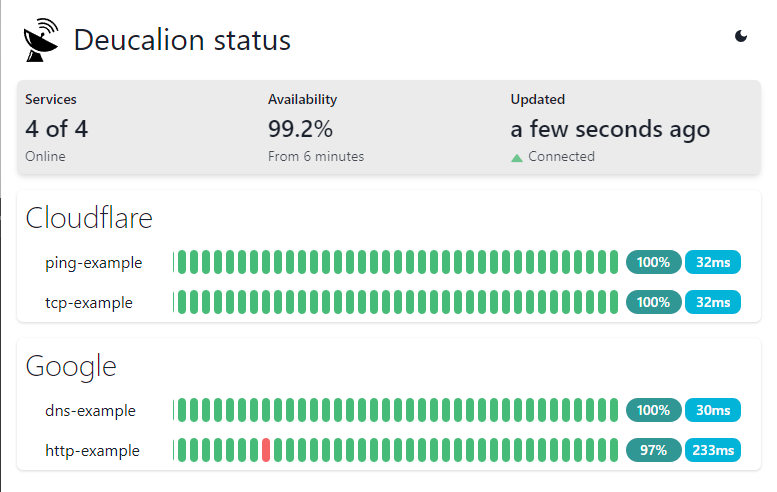 Deucalion status
Services
4 of 4
Online
Availability
99.2%
From 6 minutes
Updated
a few seconds ago
Connected
Cloudflare
ping-example 100% 32ms
tcp-example 100% 32ms
Google
dns-example 100% 30ms
http-example 97% 233ms